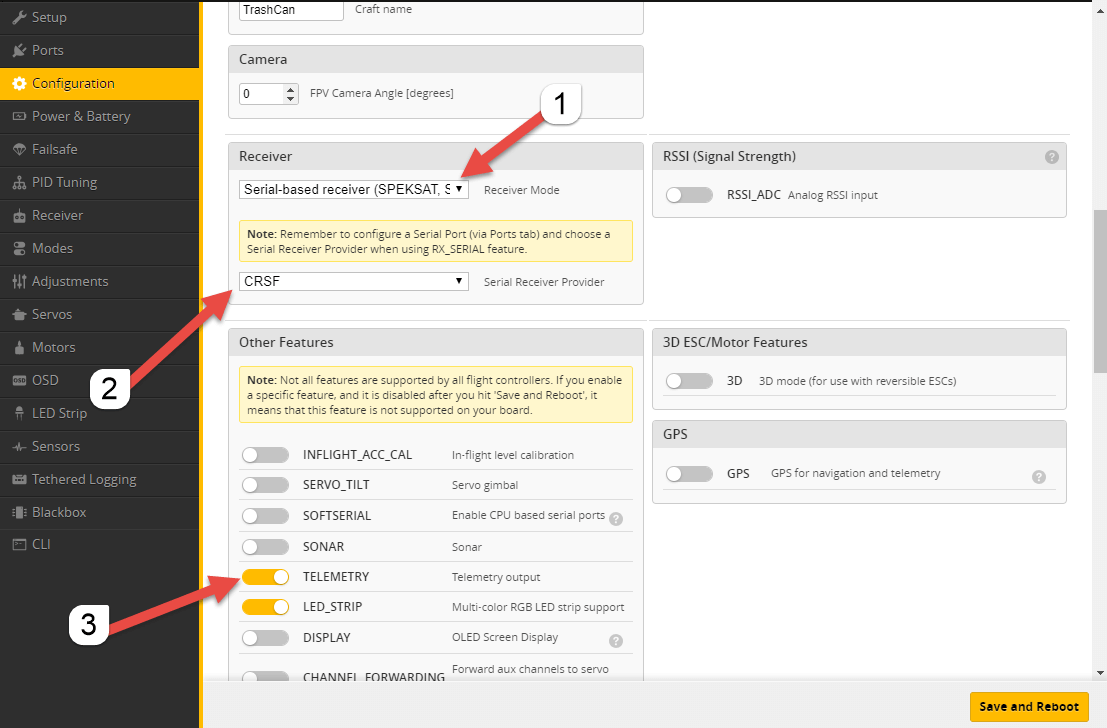 Setup
Ports
Configuration
Power & Battery
Failsafe
PID Tuning
Receiver
Modes
Adjustments
Servos
Motors
OSD
LED Strip
Sensors
Tethered Logging
Blackbox
CLI
TrashCan
Craft name
Camera
0
FPV Camera Angle [degrees]
1
Receiver
Serial-based receiver (SPEKSAT, S
Receiver Mode
Note: Remember to configure a Serial Port (via Ports tab) and choose a
Serial Receiver Provider when using RX_SERIAL feature.
CRSF
Serial Receiver Provider
2
RSSI (Signal Strength)
?
RSSI_ADC Analog RSSI input
Other Features
Note: Not all features are supported by all flight controllers. If you enable
a specific feature, and it is disabled after you hit 'Save and Reboot', it
means that this feature is not supported on your board.
INFLIGHT_ACC_CAL In-flight level calibration
SERVO_TILT Servo gimbal
SOFTSERIAL Enable CPU based serial ports ?
SONAR Sonar
TELEMETRY Telemetry output
3
LED_STRIP Multi-color RGB LED strip support
DISPLAY OLED Screen Display ?
CHANNEL_FORWARDING Forward aux channels to servo
3D ESC/Motor Features
3D 3D mode (for use with reversible ESCs)
GPS
GPS GPS for navigation and telemetry ?
Save and Reboot